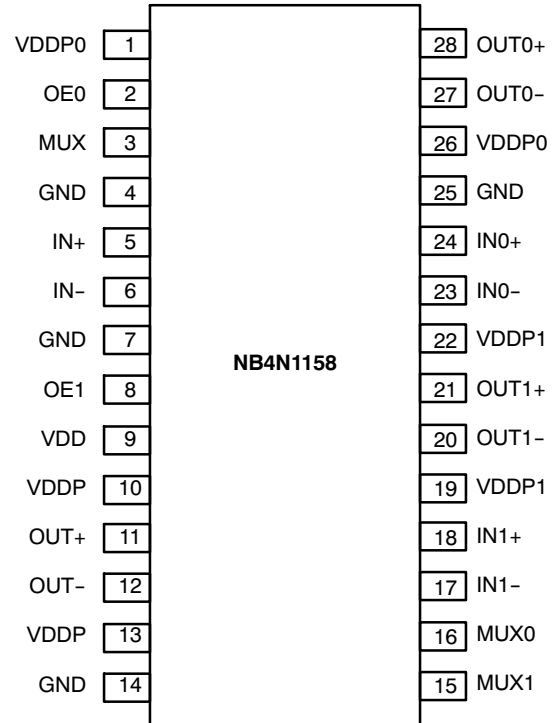 VDDP0 1 28 OUT0+
OE0 2 27 OUT0−
MUX 3 26 VDDP0
GND 4 25 GND
IN+ 5 24 IN0+
IN− 6 23 IN0−
GND 7 22 VDDP1
NB4N1158
OE1 8 21 OUT1+
VDD 9 20 OUT1−
VDDP 10 19 VDDP1
OUT+ 11 18 IN1+
OUT− 12 17 IN1−
VDDP 13 16 MUX0
GND 14 15 MUX1